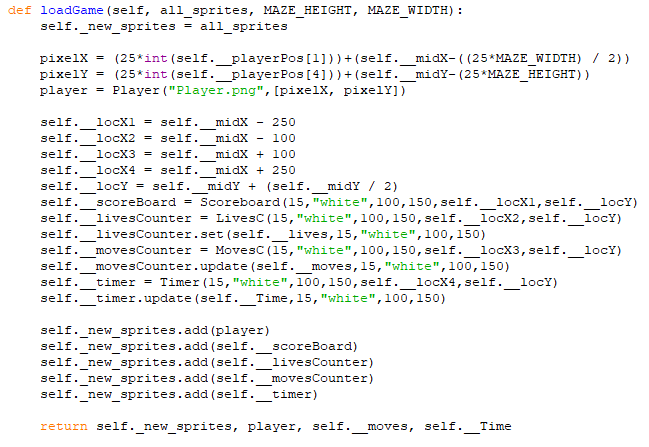 def loadGame(self, all_sprites, MAZE_HEIGHT, MAZE_WIDTH):
    self._new_sprites = all_sprites

    pixelX = (25*int(self.__playerPos[1]))+(self.__midX-((25*MAZE_WIDTH) / 2))
    pixelY = (25*int(self.__playerPos[4]))+(self.__midY-(25*MAZE_HEIGHT))
    player = Player("Player.png",[pixelX, pixelY])

    self.__locX1 = self.__midX - 250
    self.__locX2 = self.__midX - 100
    self.__locX3 = self.__midX + 100
    self.__locX4 = self.__midX + 250
    self.__locY = self.__midY + (self.__midY / 2)
    self.__scoreBoard = Scoreboard(15,"white",100,150,self.__locX1,self.__locY)
    self.__livesCounter = LivesC(15,"white",100,150,self.__locX2,self.__locY)
    self.__livesCounter.set(self.__lives,15,"white",100,150)
    self.__movesCounter = MovesC(15,"white",100,150,self.__locX3,self.__locY)
    self.__movesCounter.update(self.__moves,15,"white",100,150)
    self.__timer = Timer(15,"white",100,150,self.__locX4,self.__locY)
    self.__timer.update(self.__Time,15,"white",100,150)

    self._new_sprites.add(player)
    self._new_sprites.add(self.__scoreBoard)
    self._new_sprites.add(self.__livesCounter)
    self._new_sprites.add(self.__movesCounter)
    self._new_sprites.add(self.__timer)

    return self._new_sprites, player, self.__moves, self.__Time